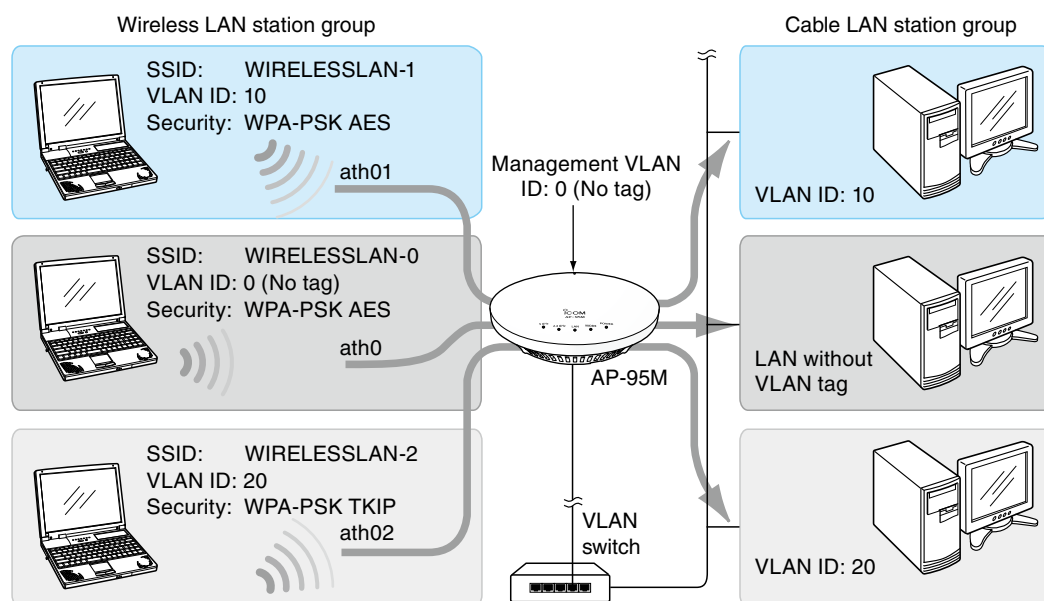 Wireless LAN station group
Cable LAN station group
SSID: WIRELESSLAN-1
VLAN ID: 10
Security: WPA-PSK AES
ath01
Management VLAN
ID: 0 (No tag)
VLAN ID: 10
SSID: WIRELESSLAN-0
VLAN ID: 0 (No tag)
Security: WPA-PSK AES
ath0
ICOM
AP-95M
AP-95M
LAN without
VLAN tag
SSID: WIRELESSLAN-2
VLAN ID: 20
Security: WPA-PSK TKIP
ath02
VLAN
switch
VLAN ID: 20